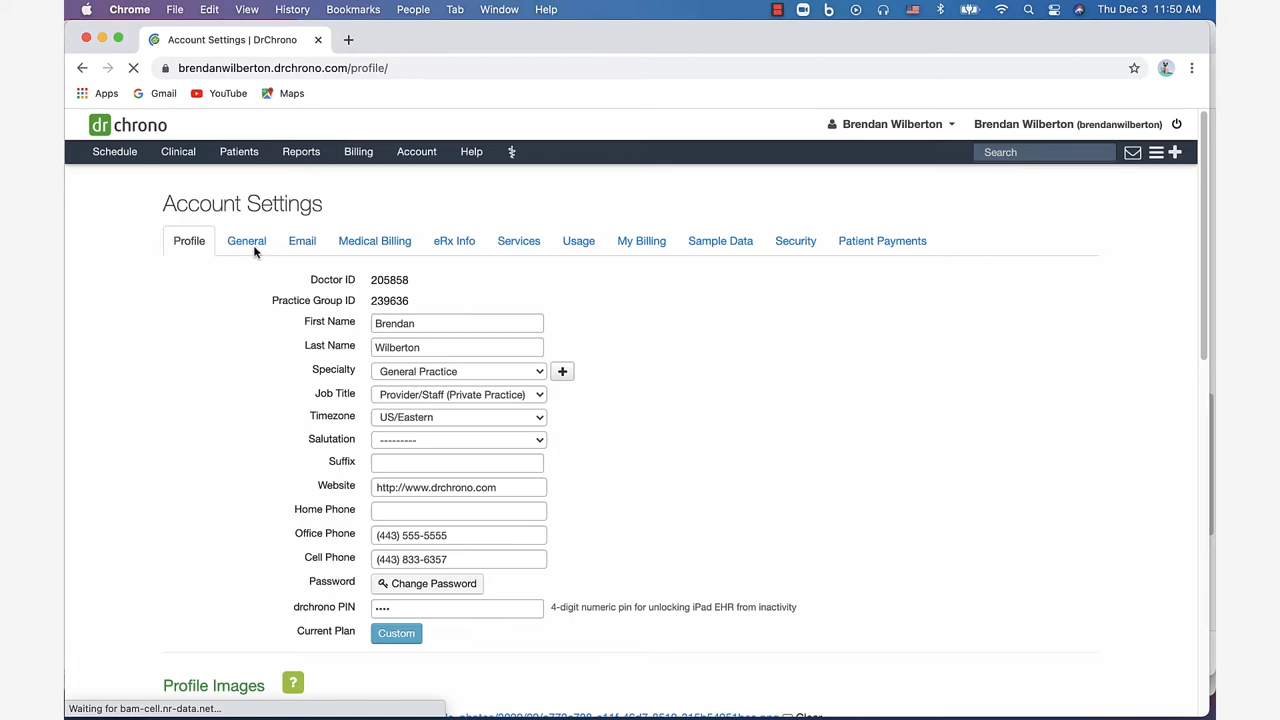 Chrome File Edit View History Bookmarks People Tab Window Help Thu Dec 3 11:50 AM
Account Settings | DrChrono
brendanwilberton.drchrono.com/profile/
Apps Gmail YouTube Maps
dr chrono Brendan Wilberton Brendan Wilberton (brendanwilberton)
Schedule Clinical Patients Reports Billing Account Help Search
Account Settings
Profile General Email Medical Billing eRx Info Services Usage My Billing Sample Data Security Patient Payments
Doctor ID 205858
Practice Group ID 239636
First Name Brendan
Last Name Wilberton
Specialty General Practice
Job Title Provider/Staff (Private Practice)
Timezone US/Eastern
Salutation ---------
Suffix
Website http://www.drchrono.com
Home Phone
Office Phone (443) 555-5555
Cell Phone (443) 833-6357
Password Change Password
drchrono PIN •••• 4-digit numeric pin for unlocking iPad EHR from inactivity
Current Plan Custom
Profile Images ?
Waiting for bam-cell.nr-data.net...
Clear